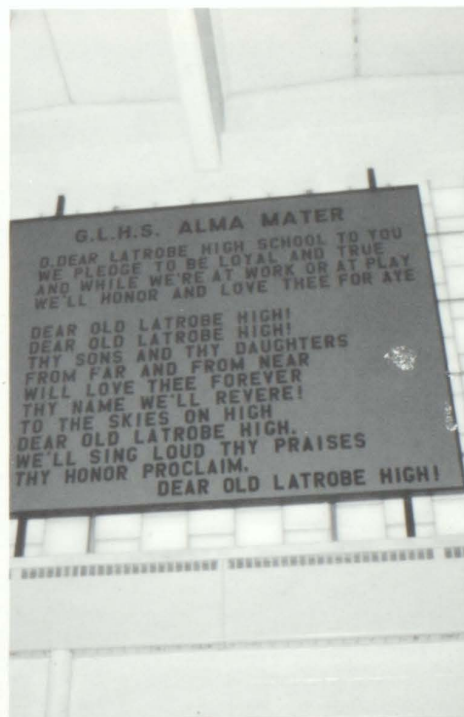 G.L.H.S. ALMA MATER
O.DEAR LATROBE HIGH SCHOOL TO YOU
WE PLEDGE TO BE LOYAL AND TRUE
AND WHILE WE'RE AT WORK OR AT PLAY
WE'LL HONOR AND LOVE THEE FOR AYE
DEAR OLD LATROBE HIGH!
DEAR OLD LATROBE HIGH!
THY SONS AND THY DAUGHTERS
FROM FAR AND FROM NEAR
WILL LOVE THEE FOREVER
THY NAME WE'LL REVERE!
TO THE SKIES ON HIGH
DEAR OLD LATROBE HIGH.
WE'LL SING LOUD THY PRAISES
THY HONOR PROCLAIM,
DEAR OLD LATROBE HIGH!